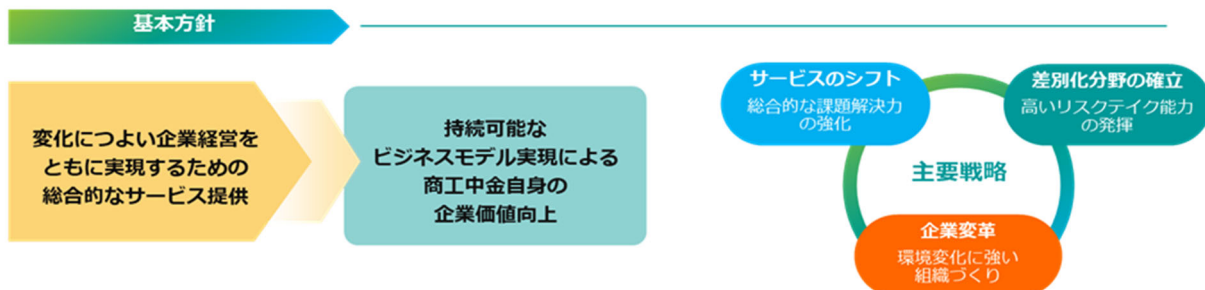 基本方針
変化につよい企業経営を
ともに実現するための
総合的なサービス提供
持続可能な
ビジネスモデル実現による
商工中金自身の
企業価値向上
サービスのシフト
総合的な課題解決力
の強化
差別化分野の確立
高いリスクテイク能力
の発揮
主要戦略
企業変革
環境変化に強い
組織づくり